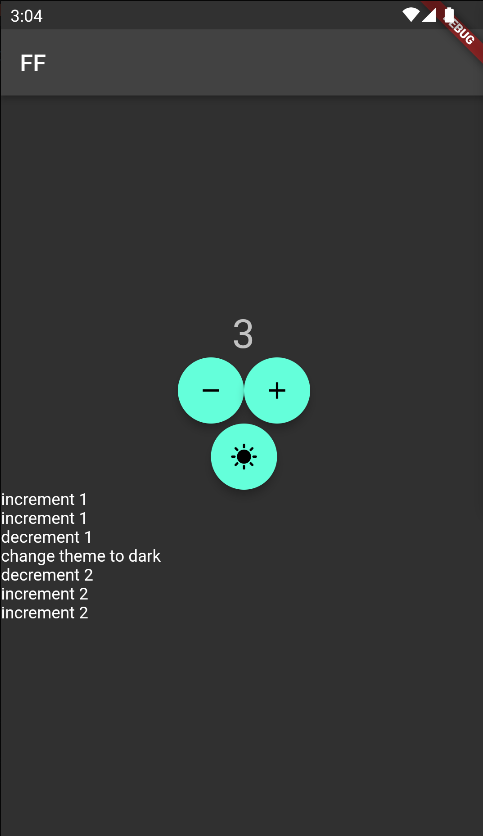 3:04
DEBUG
FF
3
increment 1
increment 1
decrement 1
change theme to dark
decrement 2
increment 2
increment 2